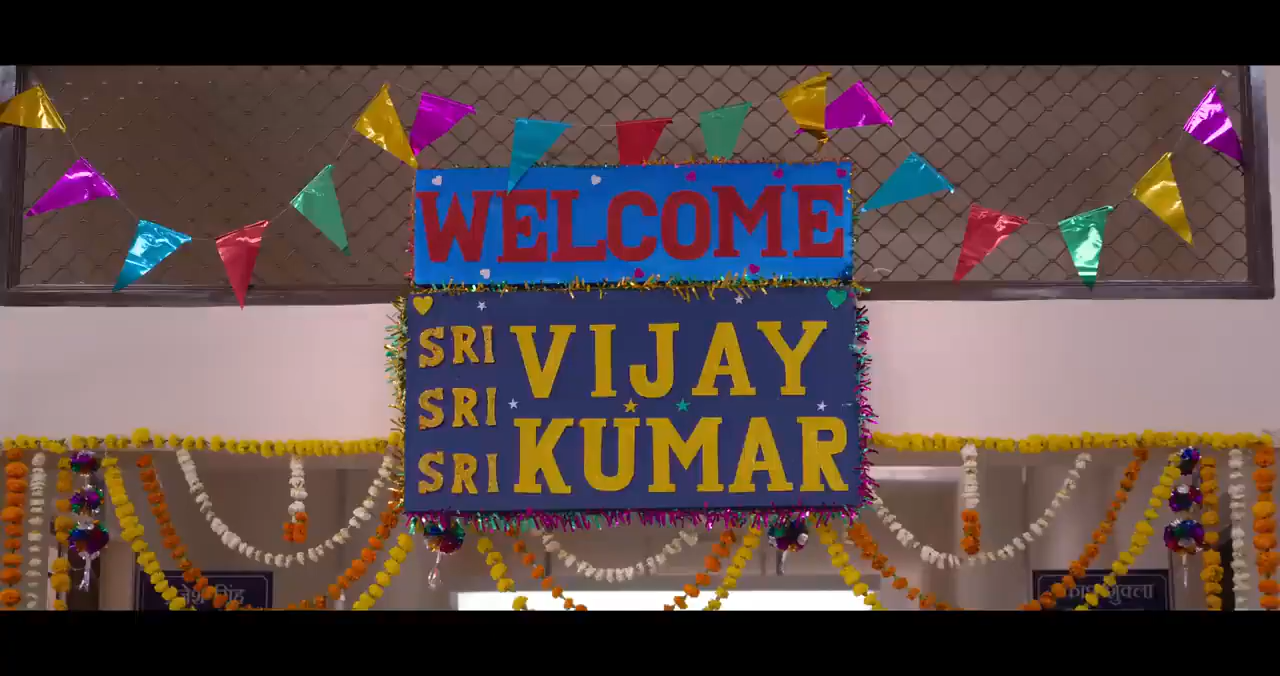 WELCOME
SRI VIJAY
SRI
SRI KUMAR
शुक्ला